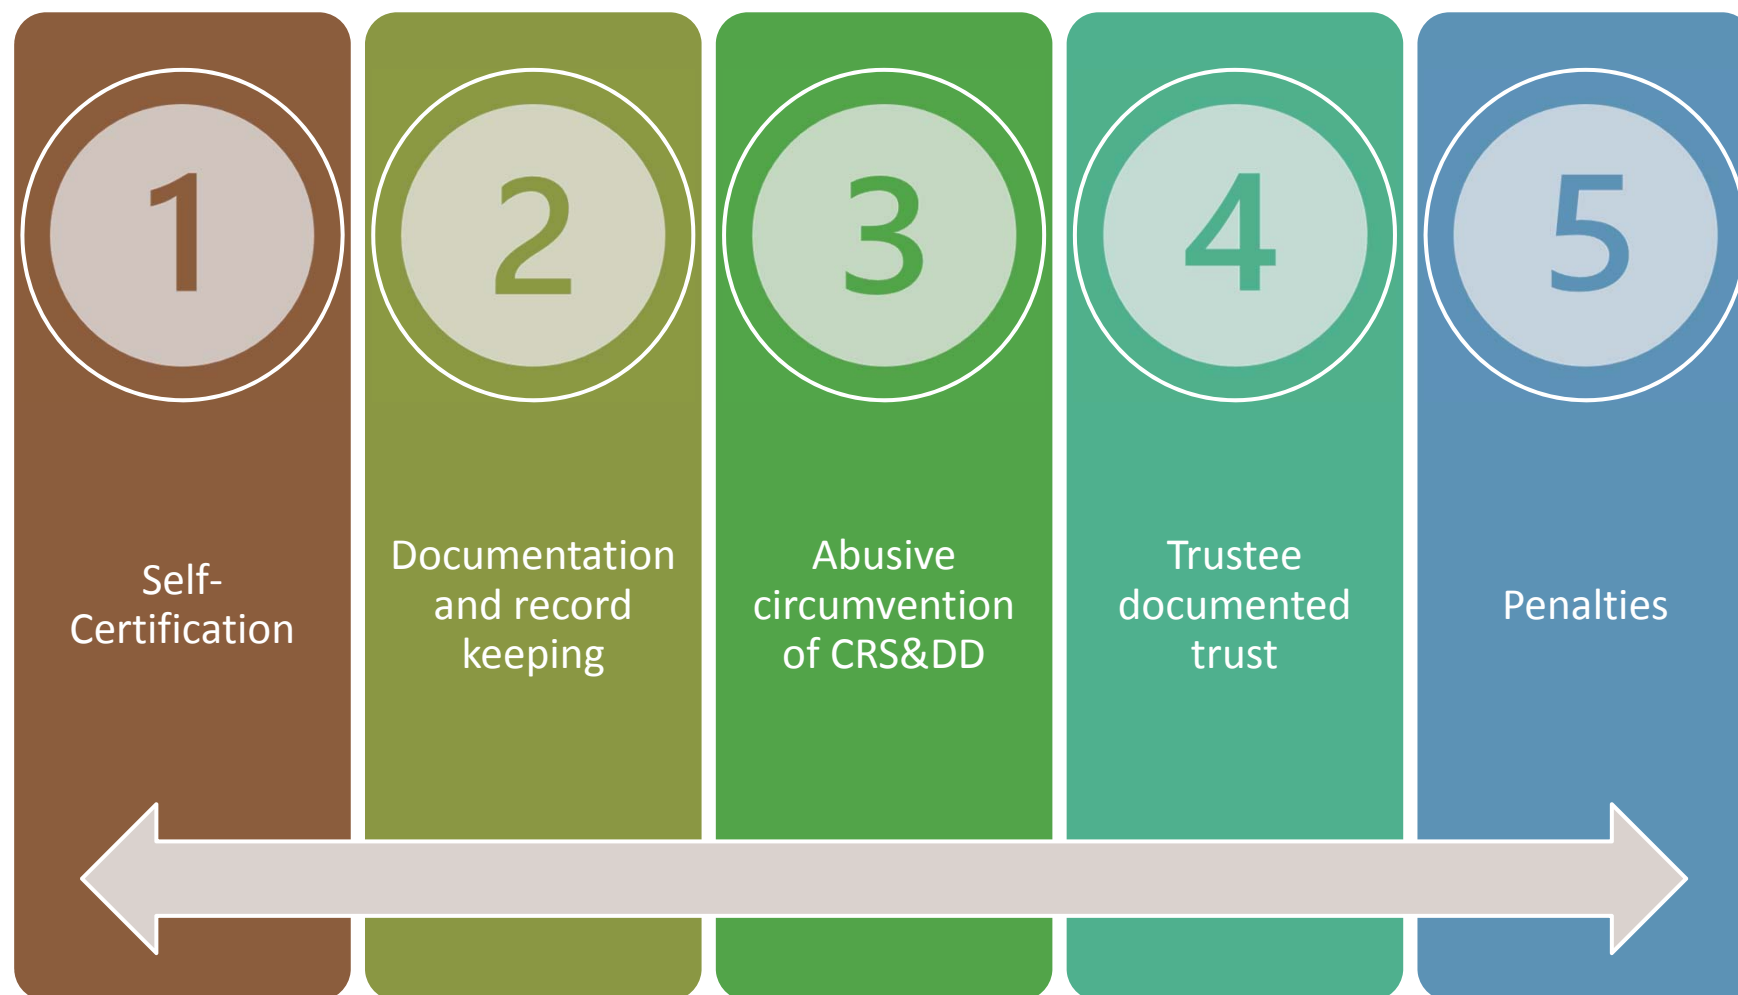 1
Self-
Certification
2
Documentation
and record
keeping
3
Abusive
circumvention
of CRS&DD
4
Trustee
documented
trust
5
Penalties